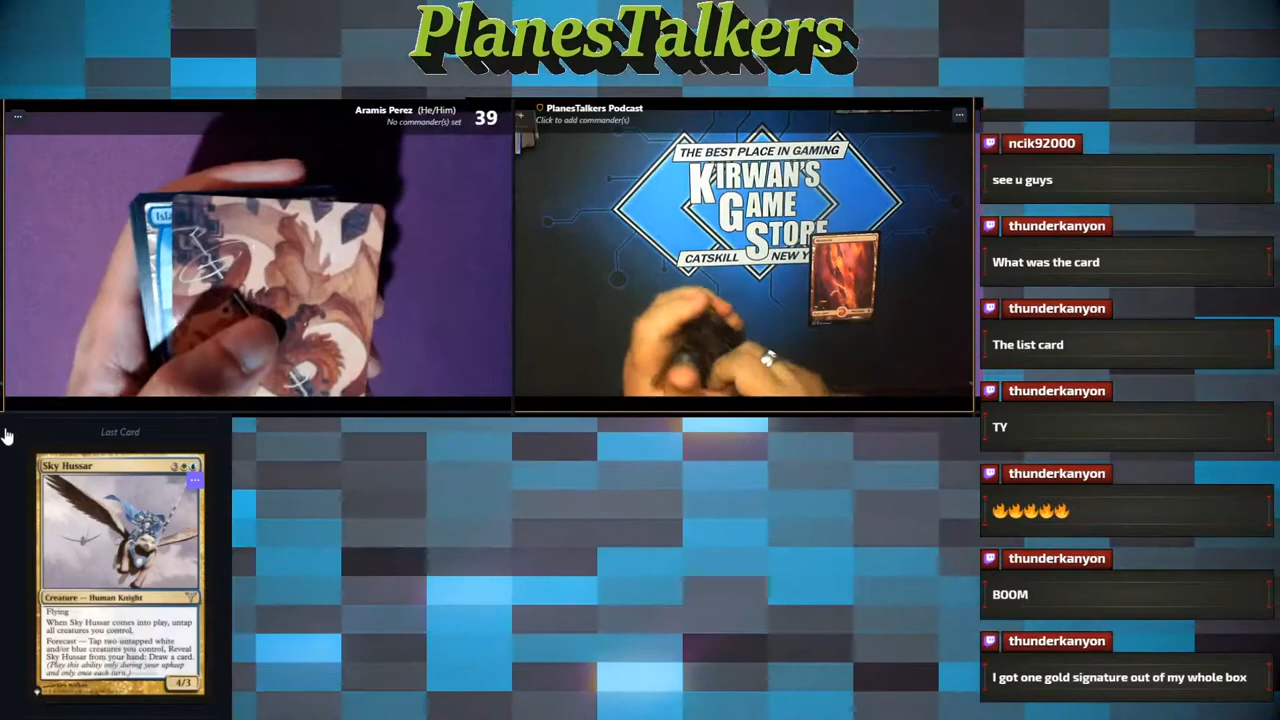 PlanesTalkers
Aramis Perez (He/Him)
No commander(s) set
39
PlanesTalkers Podcast
Click to add commander(s)
THE BEST PLACE IN GAMING
KIRWAN'S
GAME
STORE
CATSKILL NEW Y
Isla
Last Card
Sky Hussar
3
Creature — Human Knight
Flying
When Sky Hussar comes into play, untap
all creatures you control.
Forecast — Tap two untapped white
and/or blue creatures you control, Reveal
Sky Hussar from your hand: Draw a card.
(Play this ability only during your upkeep
and only once each turn.)
4/3
ncik92000
see u guys
thunderkanyon
What was the card
thunderkanyon
The list card
thunderkanyon
TY
thunderkanyon
🔥🔥🔥🔥🔥
thunderkanyon
BOOM
thunderkanyon
I got one gold signature out of my whole box